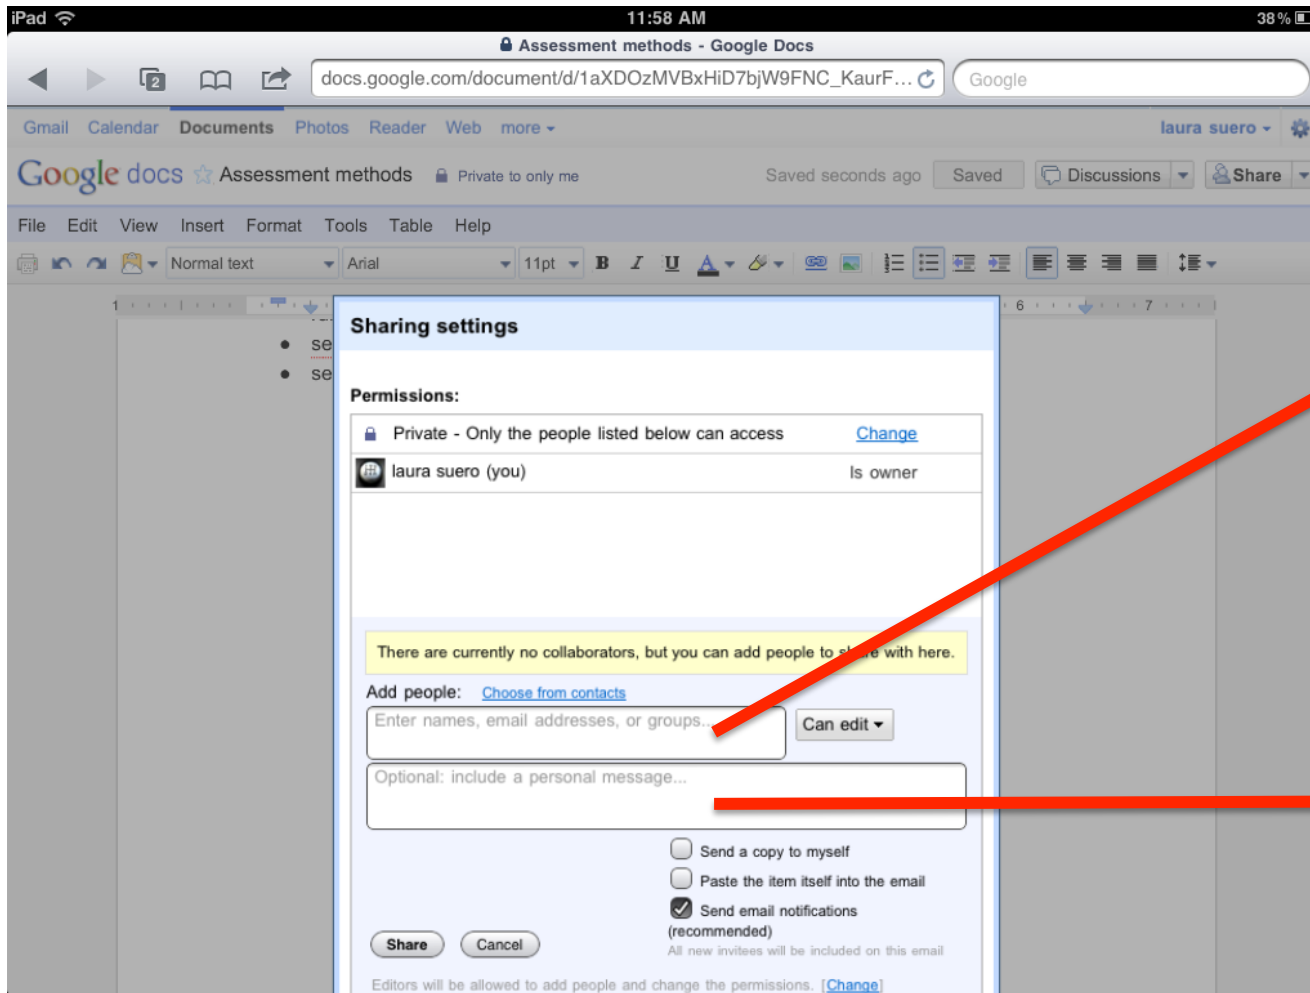 iPad 11:58 AM 38%
Assessment methods - Google Docs
2 docs.google.com/document/d/1aXDOzMVBxHiD7bjW9FNC_KaurF... Google
Gmail Calendar Documents Photos Reader Web more laura suero
Google docs Assessment methods Private to only me Saved seconds ago Saved Discussions Share
File Edit View Insert Format Tools Table Help
Normal text Arial 11pt B I U A
1 6 7
Sharing settings
se
se
Permissions:
Private - Only the people listed below can access Change
laura suero (you) Is owner
There are currently no collaborators, but you can add people to share with here.
Add people: Choose from contacts
Enter names, email addresses, or groups... Can edit
Optional: include a personal message...
Send a copy to myself
Paste the item itself into the email
Send email notifications
(recommended)
Share Cancel All new invitees will be included on this email
Editors will be allowed to add people and change the permissions. [Change]